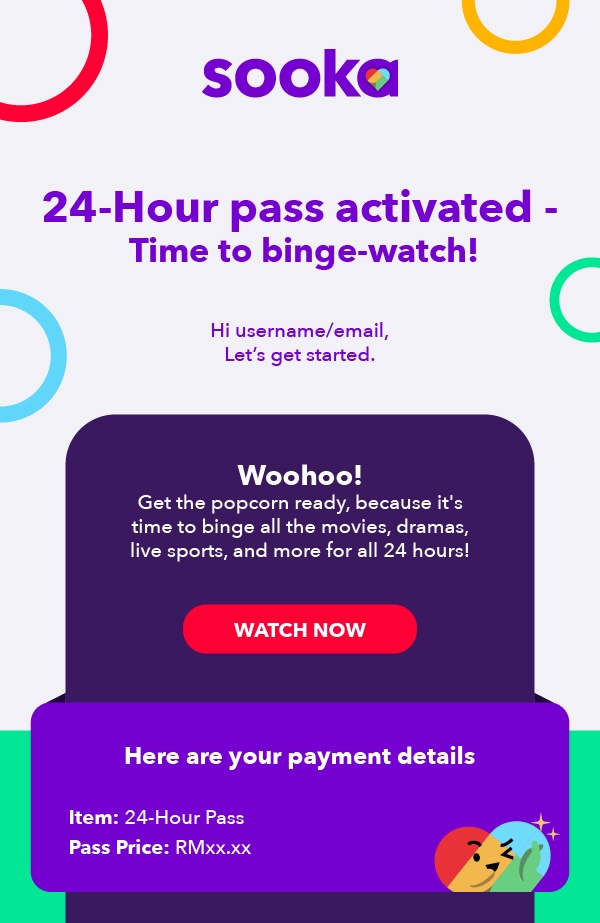 sooka
24-Hour pass activated -
Time to binge-watch!
Hi username/email,
Let’s get started.
Woohoo!
Get the popcorn ready, because it's
time to binge all the movies, dramas,
live sports, and more for all 24 hours!
WATCH NOW
Here are your payment details
Item: 24-Hour Pass
Pass Price: RMxx.xx